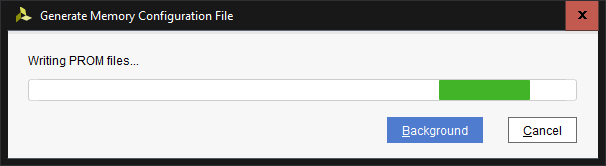 Generate Memory Configuration File
Writing PROM files...
Background
Cancel